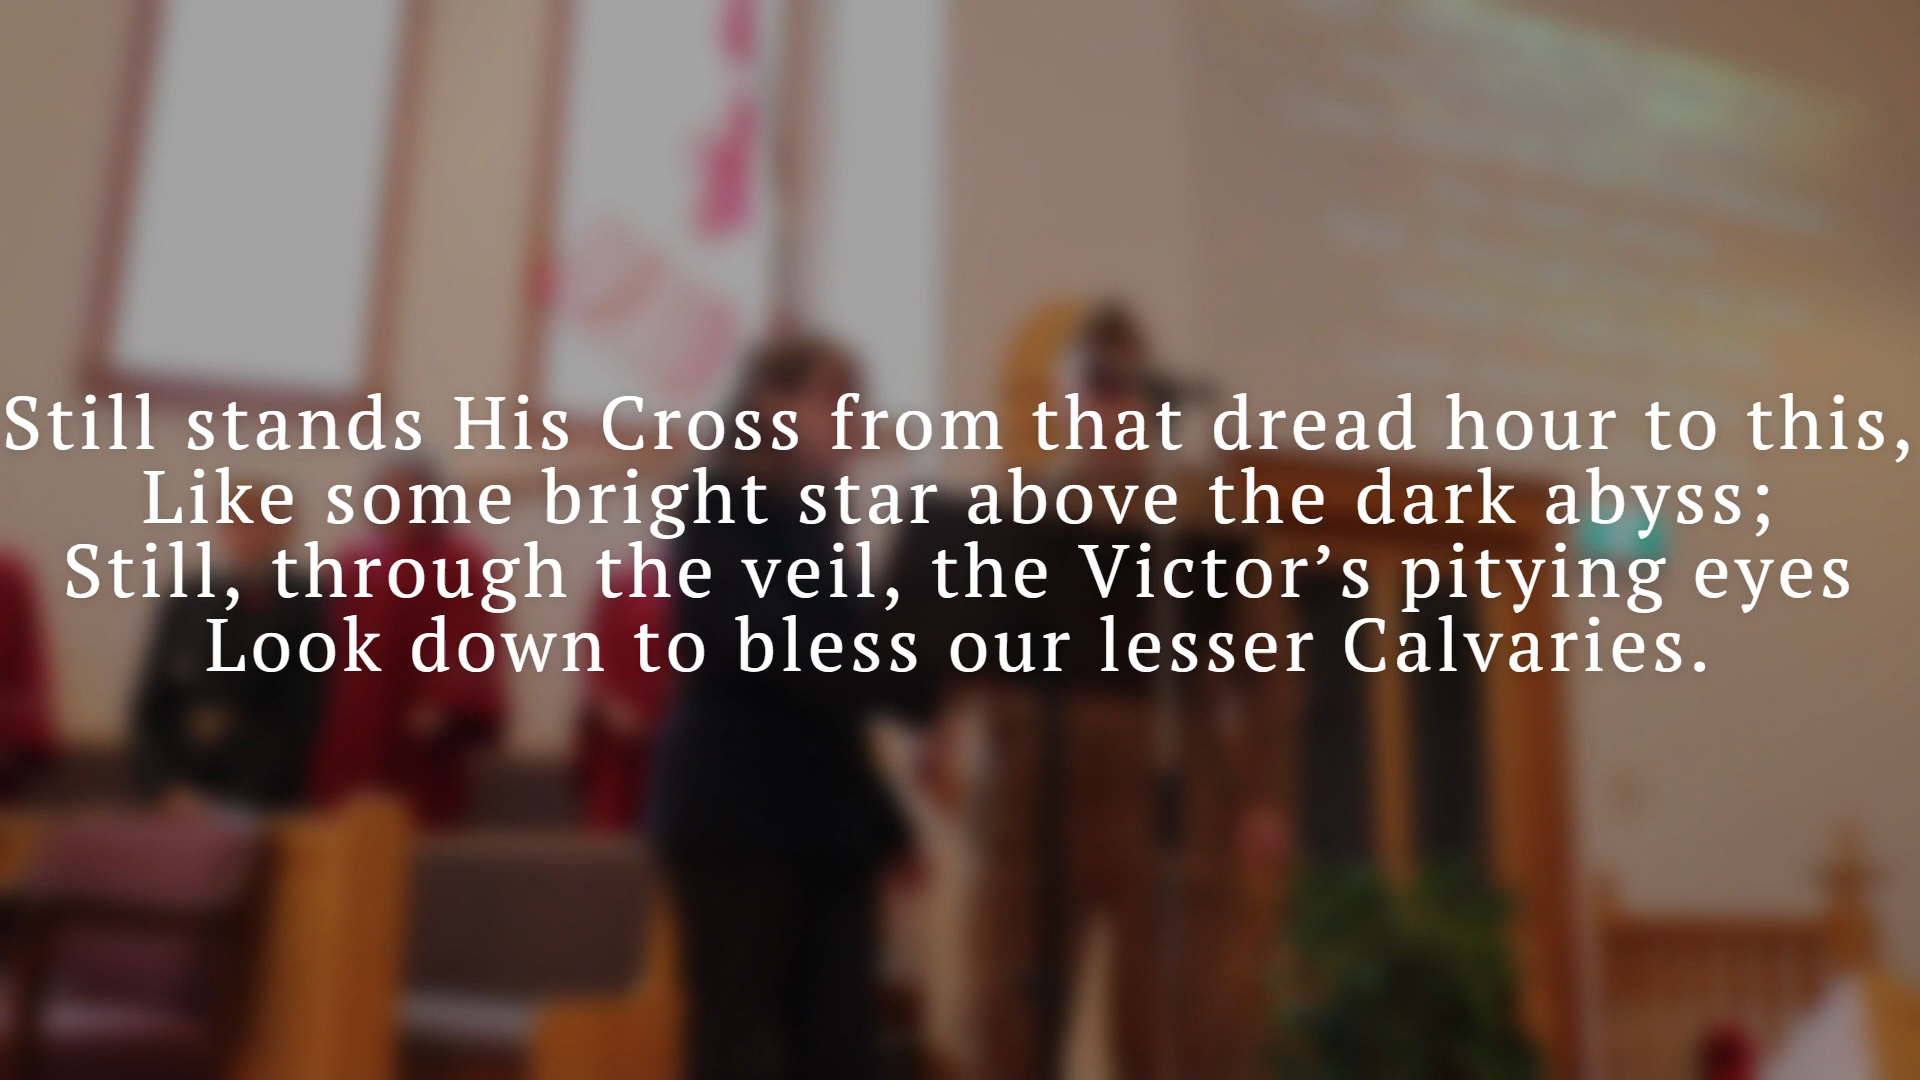 Still stands His Cross from that dread hour to this,
Like some bright star above the dark abyss;
Still, through the veil, the Victor’s pitying eyes
Look down to bless our lesser Calvaries.